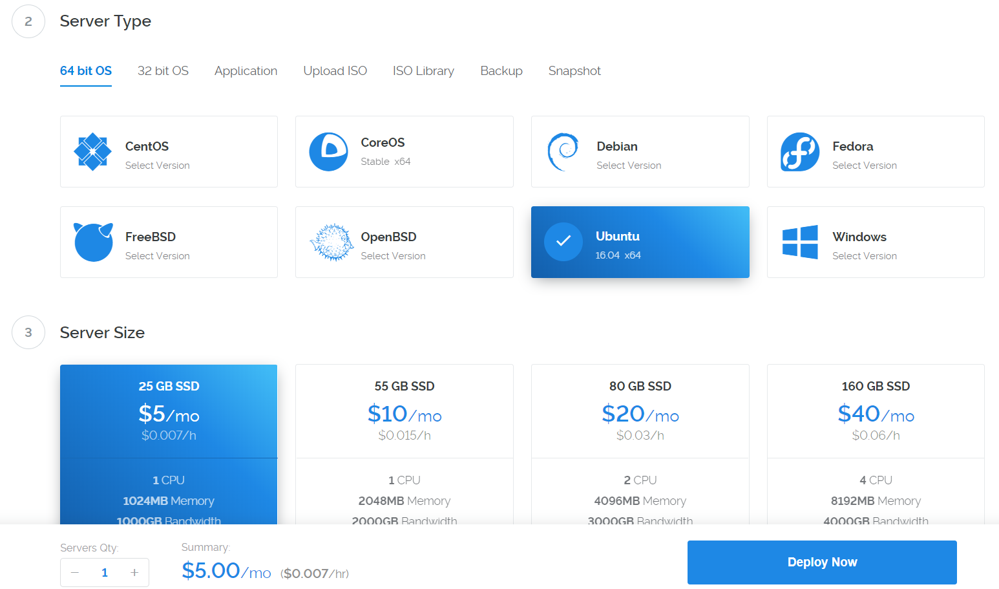 2
Server Type
64 bit OS
32 bit OS
Application
Upload ISO
ISO Library
Backup
Snapshot
CentOS
Select Version
CoreOS
Stable x64
Debian
Select Version
Fedora
Select Version
FreeBSD
Select Version
OpenBSD
Select Version
Ubuntu
16.04 x64
Windows
Select Version
3
Server Size
25 GB SSD
$5/mo
$0.007/h
1 CPU
1024MB Memory
1000GB Bandwidth
55 GB SSD
$10/mo
$0.015/h
1 CPU
2048MB Memory
2000GB Bandwidth
80 GB SSD
$20/mo
$0.03/h
2 CPU
4096MB Memory
3000GB Bandwidth
160 GB SSD
$40/mo
$0.06/h
4 CPU
8192MB Memory
4000GB Bandwidth
Servers Qty:
− 1 +
Summary:
$5.00/mo ($0.007/hr)
Deploy Now